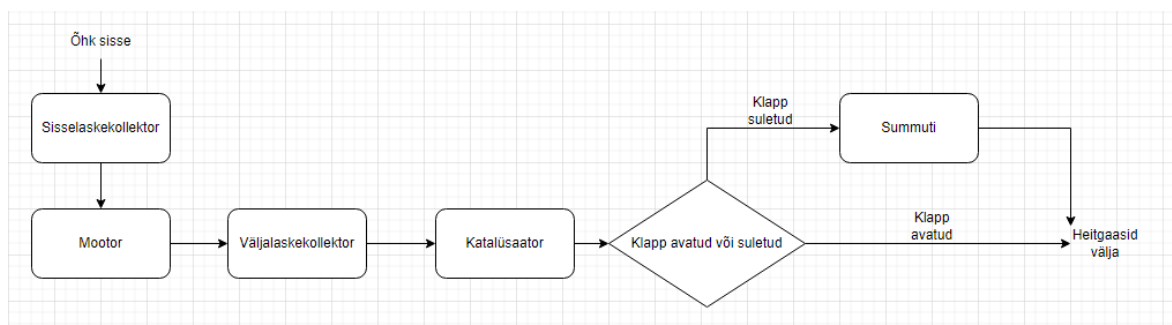 Õhk sisse
Sisselaskekollektor
Mootor
Väljalaskekollektor
Katalüsaator
Klapp avatud või suletud
Klapp
suletud
Summuti
Klapp
avatud
Heitgaasid
välja